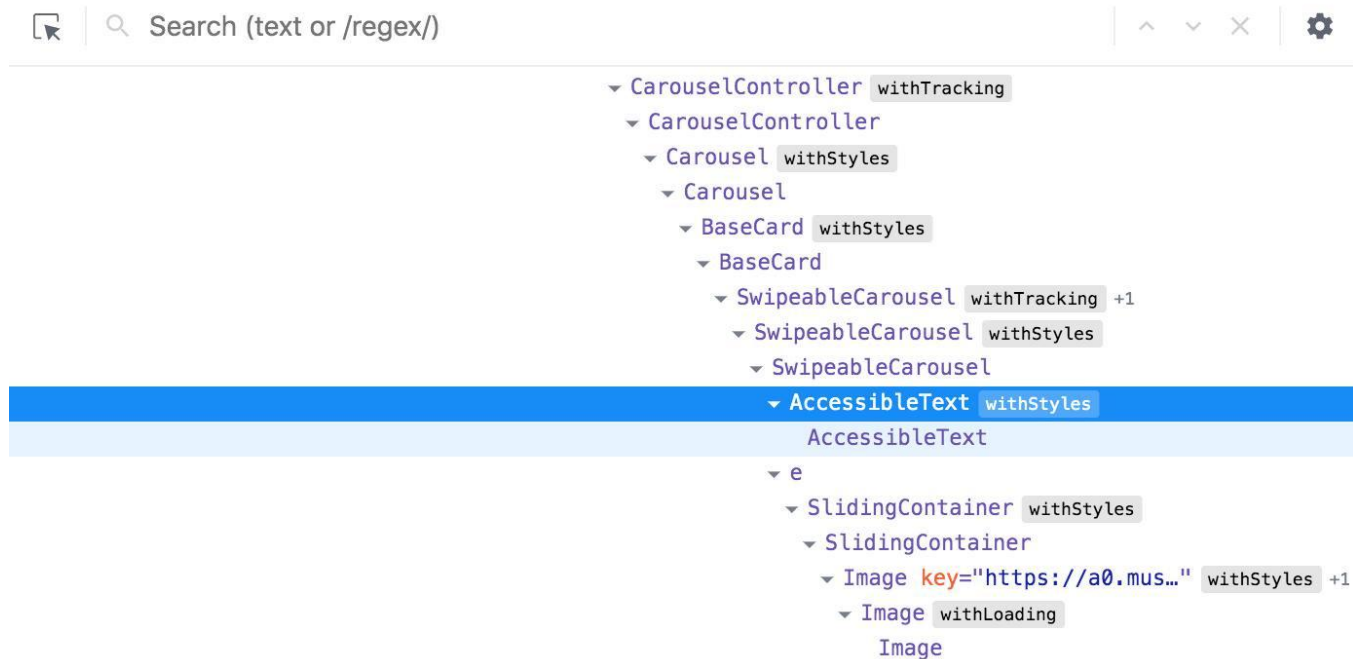 Search (text or /regex/)
CarouselController withTracking
CarouselController
Carousel withStyles
Carousel
BaseCard withStyles
BaseCard
SwipeableCarousel withTracking +1
SwipeableCarousel withStyles
SwipeableCarousel
AccessibleText withStyles
AccessibleText
e
SlidingContainer withStyles
SlidingContainer
Image key="https://a0.mus…" withStyles +1
Image withLoading
Image